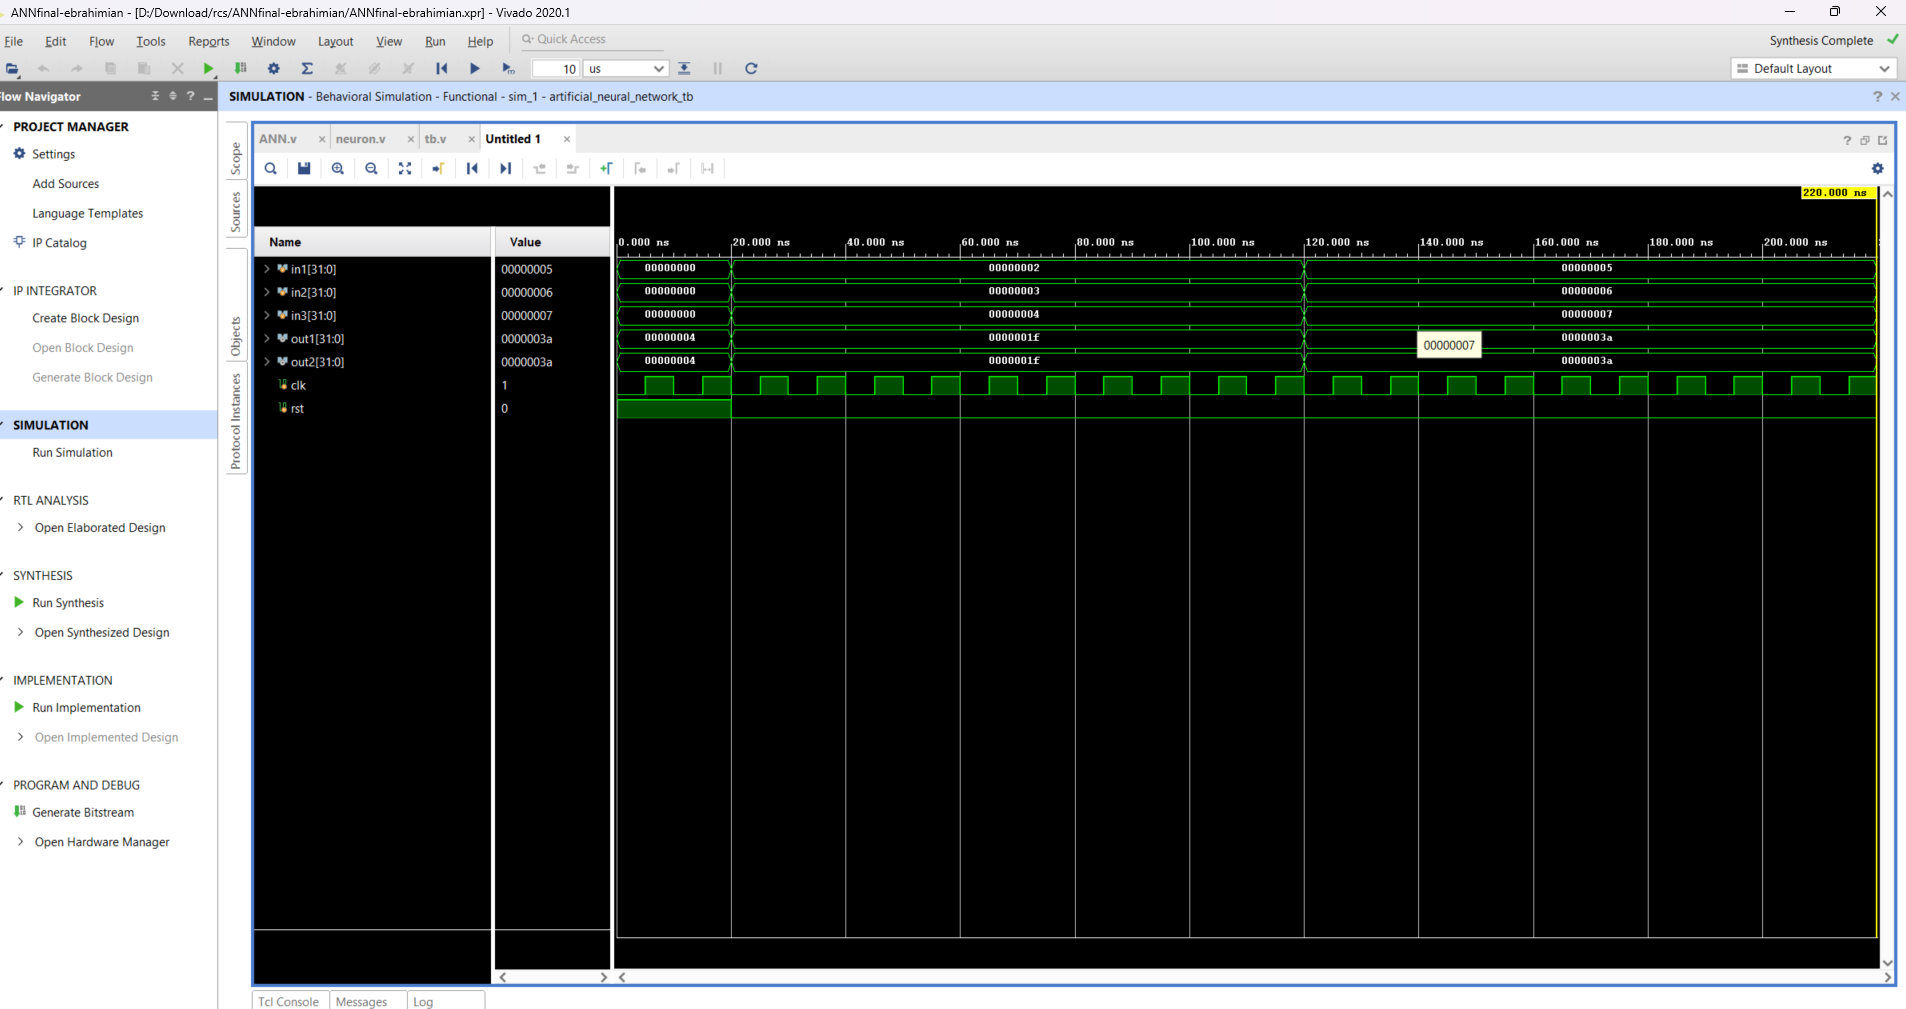 ANNfinal-ebrahimian - [D:/Download/rcs/ANNfinal-ebrahimian/ANNfinal-ebrahimian.xpr] - Vivado 2020.1
File Edit Flow Tools Reports Window Layout View Run Help Quick Access
Synthesis Complete
10 us
Default Layout
Flow Navigator
SIMULATION - Behavioral Simulation - Functional - sim_1 - artificial_neural_network_tb
PROJECT MANAGER
Settings
Add Sources
Language Templates
IP Catalog
IP INTEGRATOR
Create Block Design
Open Block Design
Generate Block Design
SIMULATION
Run Simulation
RTL ANALYSIS
Open Elaborated Design
SYNTHESIS
Run Synthesis
Open Synthesized Design
IMPLEMENTATION
Run Implementation
Open Implemented Design
PROGRAM AND DEBUG
Generate Bitstream
Open Hardware Manager
Scope
Sources
Objects
Protocol Instances
ANN.v neuron.v tb.v Untitled 1
220.000 ns
Name Value
0.000 ns 20.000 ns 40.000 ns 60.000 ns 80.000 ns 100.000 ns 120.000 ns 140.000 ns 160.000 ns 180.000 ns 200.000 ns
in1[31:0] 00000005 00000000 00000002 00000005
in2[31:0] 00000006 00000000 00000003 00000006
in3[31:0] 00000007 00000000 00000004 00000007
out1[31:0] 0000003a 00000004 0000001f 0000003a
00000007
out2[31:0] 0000003a 00000004 0000001f 0000003a
clk 1
rst 0
Tcl Console Messages Log